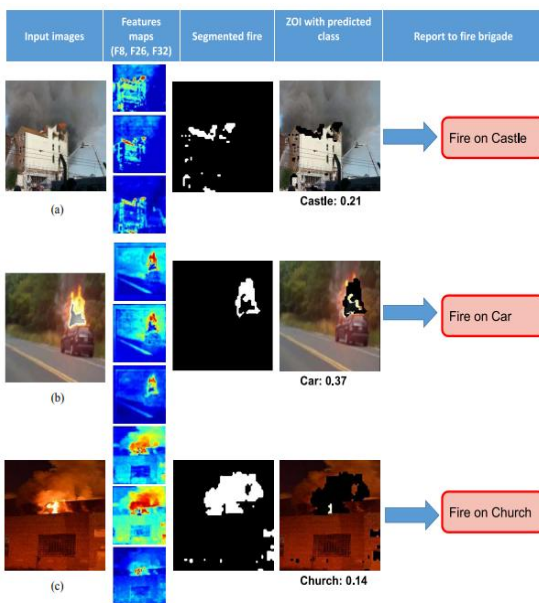 Input images
Features
maps
(F8, F26, F32)
Segmented fire
ZOI with predicted
class
Report to fire brigade
(a)
Castle: 0.21
Fire on Castle
(b)
Car: 0.37
Fire on Car
(c)
Church: 0.14
Fire on Church